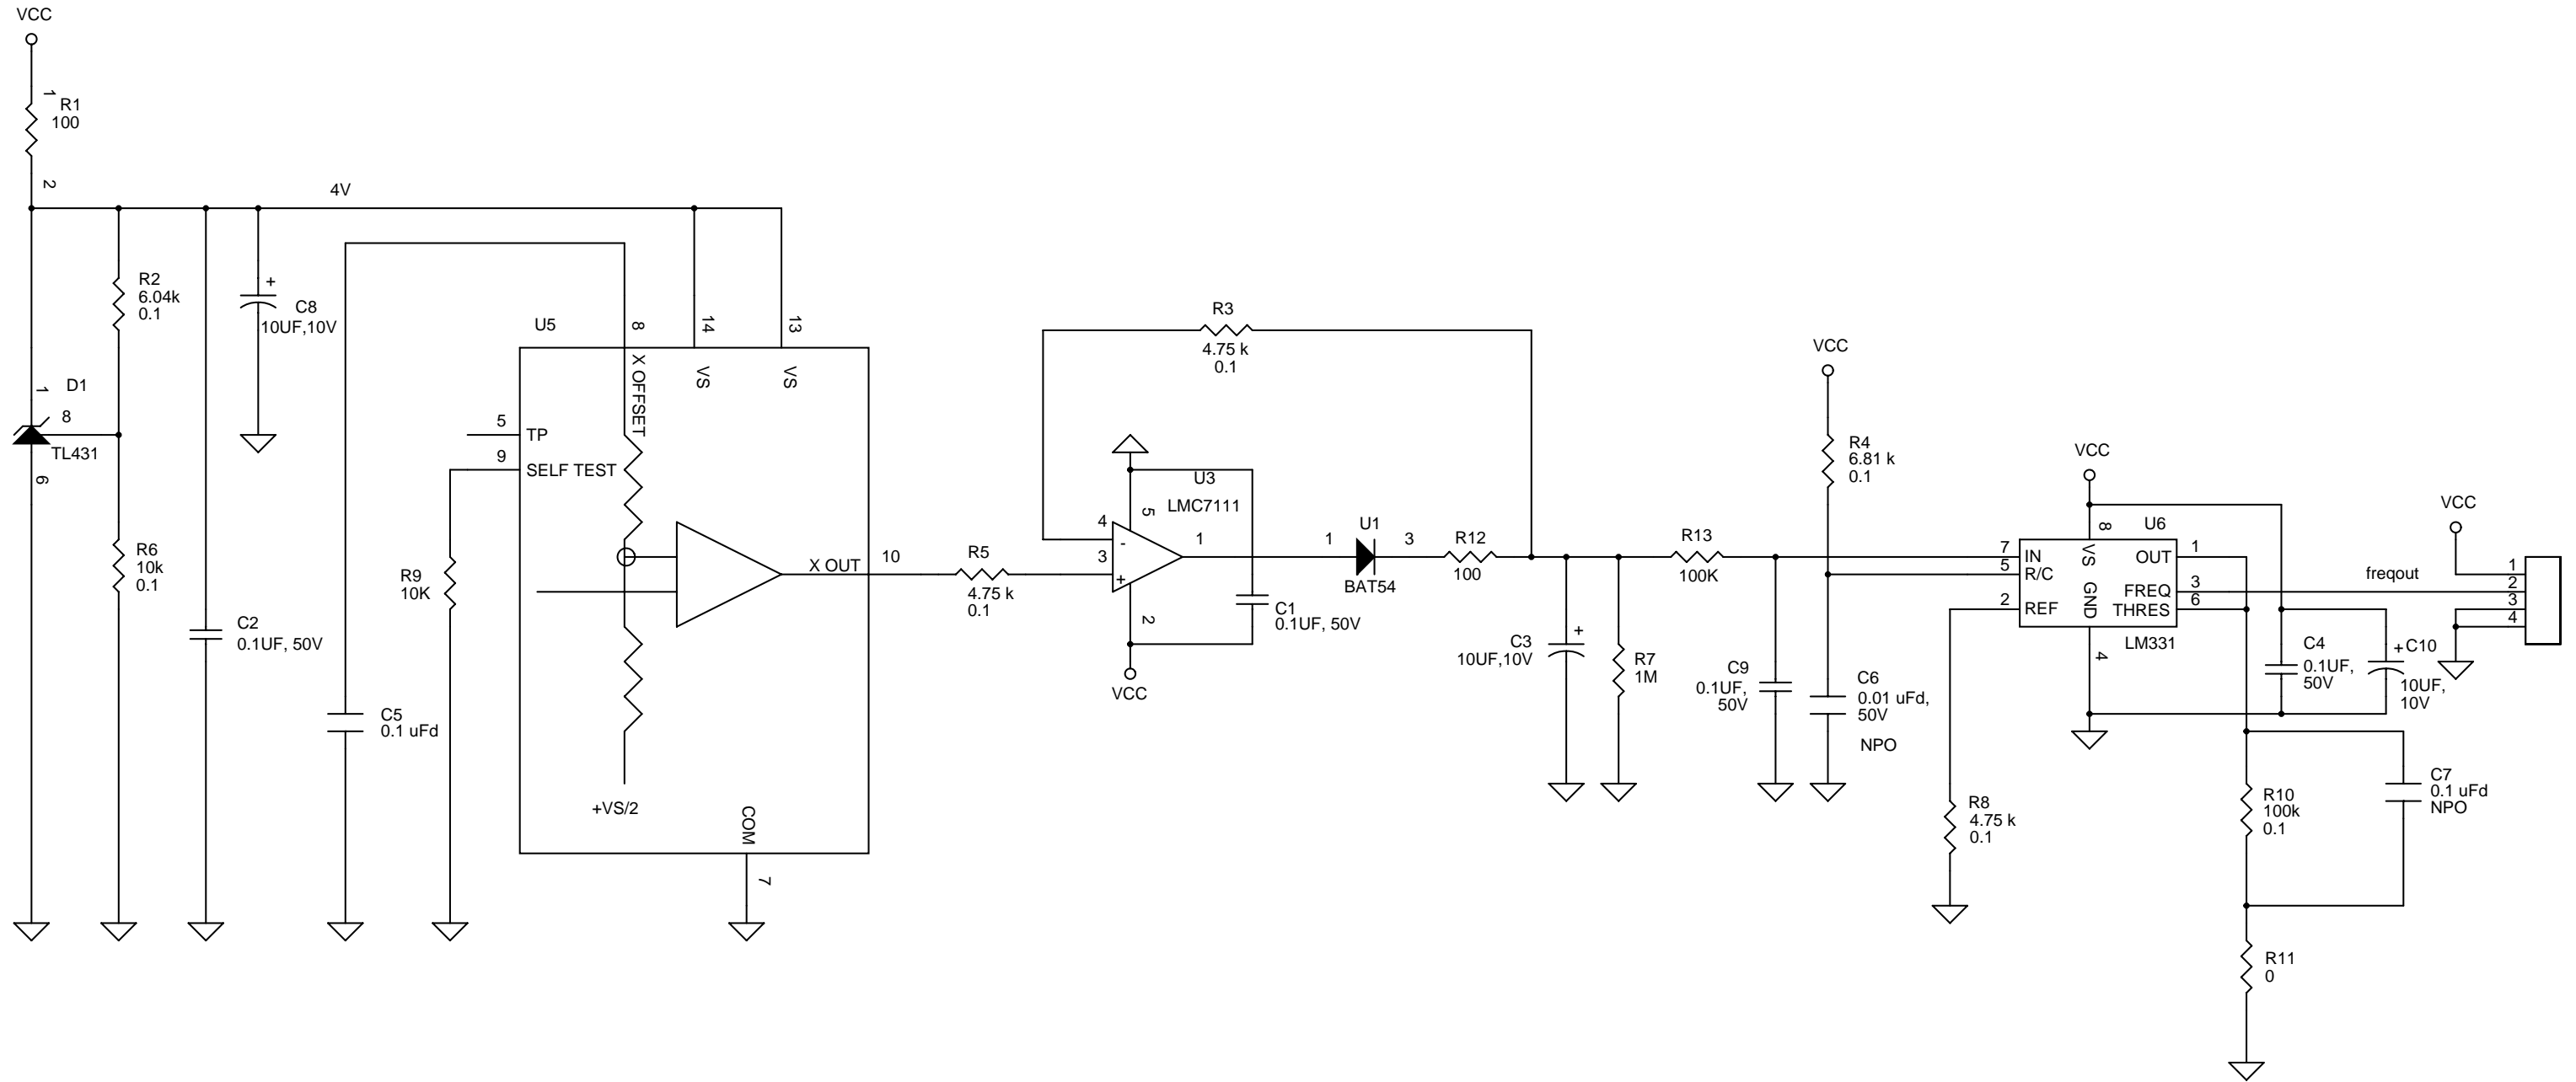 VCC
1
R1
100
2
4V
R2
6.04k
0.1
+
C8
10UF,10V
1
D1
8
TL431
6
R6
10k
0.1
C2
0.1UF, 50V
C5
0.1 uFd
R9
10K
U5
8
14
13
X OFFSET
VS
VS
5
TP
9
SELF TEST
X OUT
10
+VS/2
COM
7
R5
4.75 k
0.1
R3
4.75 k
0.1
U3
LMC7111
5
4
-
3
+
1
2
C1
0.1UF, 50V
VCC
1
U1
3
BAT54
R12
100
C3
+
10UF,10V
R7
1M
R13
100K
C9
0.1UF,
50V
VCC
R4
6.81 k
0.1
C6
0.01 uFd,
50V
NPO
VCC
8
U6
7
IN
VS
OUT
1
5
R/C
FREQ
3
2
REF
GND
THRES
6
LM331
4
R8
4.75 k
0.1
freqout
VCC
1
2
3
4
C4
0.1UF,
50V
+
C10
10UF,
10V
R10
100k
0.1
C7
0.1 uFd
NPO
R11
0